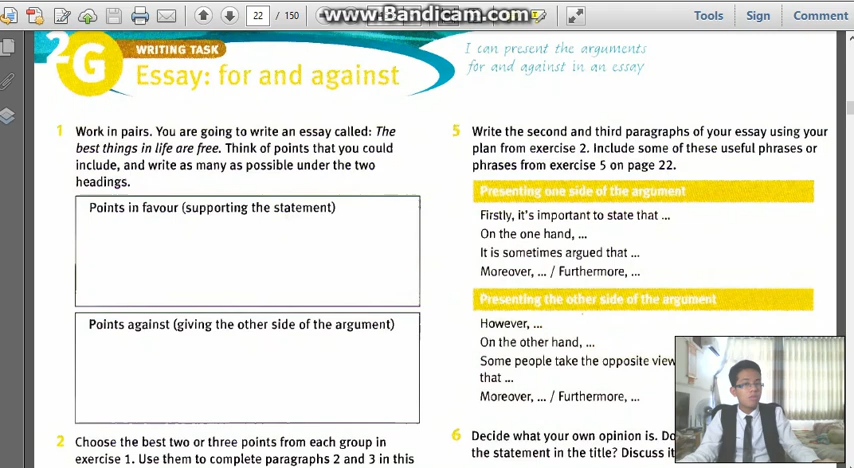 22 / 150
www.Bandicam.com
Tools
Sign
Comment
2G
WRITING TASK
Essay: for and against
I can present the arguments
for and against in an essay
1 Work in pairs. You are going to write an essay called: The
best things in life are free. Think of points that you could
include, and write as many as possible under the two
headings.
Points in favour (supporting the statement)
Points against (giving the other side of the argument)
2 Choose the best two or three points from each group in
exercise 1. Use them to complete paragraphs 2 and 3 in this
5 Write the second and third paragraphs of your essay using your
plan from exercise 2. Include some of these useful phrases or
phrases from exercise 5 on page 22.
Presenting one side of the argument
Firstly, it's important to state that ...
On the one hand, ...
It is sometimes argued that ...
Moreover, ... / Furthermore, ...
Presenting the other side of the argument
However, ...
On the other hand, ...
Some people take the opposite view
that ...
Moreover, ... / Furthermore, ...
6 Decide what your own opinion is. Do
the statement in the title? Discuss it